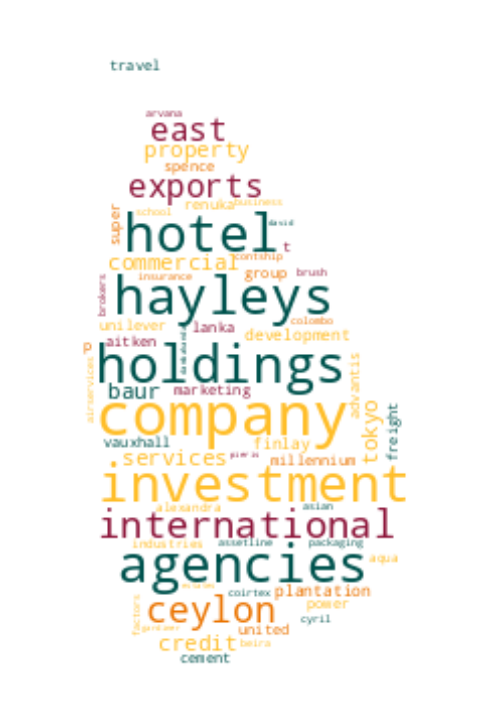 travel
arvana
east
property
spence
exports
renuka business
super school
hotel david
t
commercial contship
group brush
insurance
brokers
hayleys
colombo
unilever lanka
development
aitken
p
holdings
airservices
baur marketing
advantis
company
tokyo
freight
vauxhall finlay
services pieris
millennium
investment
alexandra asian
international
industries assetline packaging
agencies aqua
estates
coirtex plantation
power
factors
ceylon cyril
gardiner united
credit beira
cement